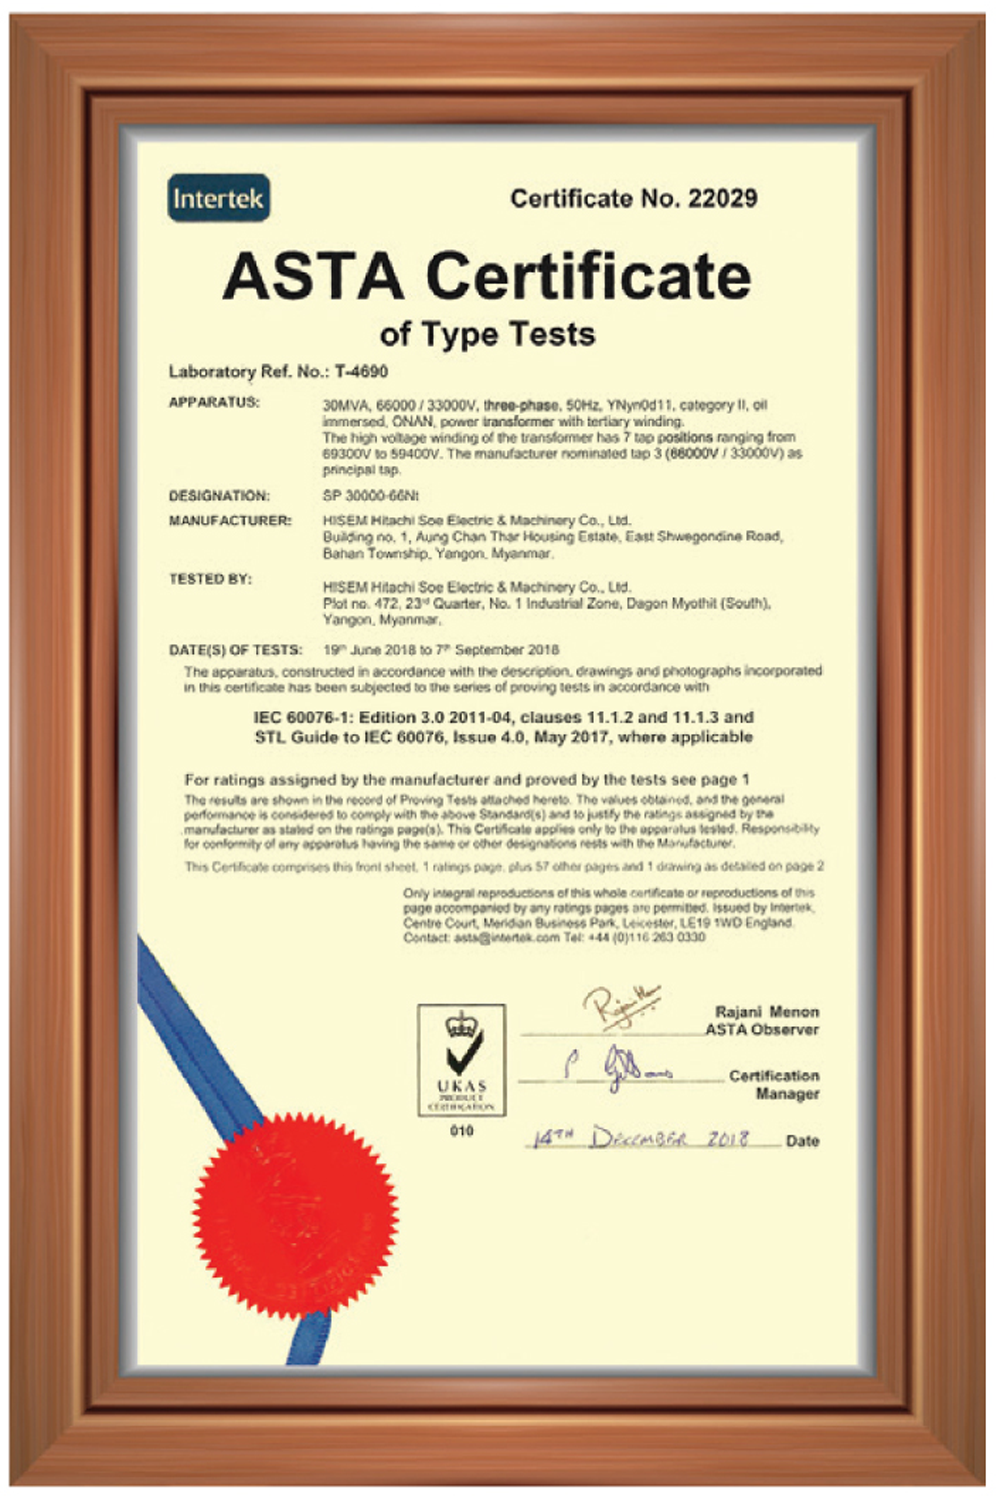 Intertek
Certificate No. 22029
ASTA Certificate
of Type Tests
Laboratory Ref. No.: T-4690
APPARATUS:
30MVA, 66000 / 33000V, three-phase, 50Hz, YNyn0d11, category II, oil
immersed, ONAN, power transformer with tertiary winding.
The high voltage winding of the transformer has 7 tap positions ranging from
69300V to 59400V. The manufacturer nominated tap 3 (66000V / 33000V) as
principal tap.
DESIGNATION: SP 30000-66Nt
MANUFACTURER: HISEM Hitachi Soe Electric & Machinery Co., Ltd.
Building no. 1, Aung Chan Thar Housing Estate, East Shwegondine Road,
Bahan Township, Yangon, Myanmar.
TESTED BY:
HISEM Hitachi Soe Electric & Machinery Co., Ltd.
Plot no. 472, 23rd Quarter, No. 1 Industrial Zone, Dagon Myothit (South),
Yangon, Myanmar.
DATE(S) OF TESTS: 19th June 2018 to 7th September 2018
The apparatus, constructed in accordance with the description, drawings and photographs incorporated
in this certificate has been subjected to the series of proving tests in accordance with
IEC 60076-1: Edition 3.0 2011-04, clauses 11.1.2 and 11.1.3 and
STL Guide to IEC 60076, Issue 4.0, May 2017, where applicable
For ratings assigned by the manufacturer and proved by the tests see page 1
The results are shown in the record of Proving Tests attached hereto. The values obtained, and the general
performance is considered to comply with the above Standard(s) and to justify the ratings assigned by the
manufacturer as stated on the ratings page(s). This Certificate applies only to the apparatus tested. Responsibility
for conformity of any apparatus having the same or other designations rests with the Manufacturer.
This Certificate comprises this front sheet, 1 ratings page, plus 57 other pages and 1 drawing as detailed on page 2
Only integral reproductions of this whole certificate or reproductions of this
page accompanied by any ratings pages are permitted. Issued by Intertek,
Centre Court, Meridian Business Park, Leicester, LE19 1WD England.
Contact: asta@intertek.com Tel: +44 (0)116 263 0330
Rajani Menon
ASTA Observer
UKAS
PRODUCT
CERTIFICATION
010
Certification
Manager
14TH DECEMBER 2018 Date